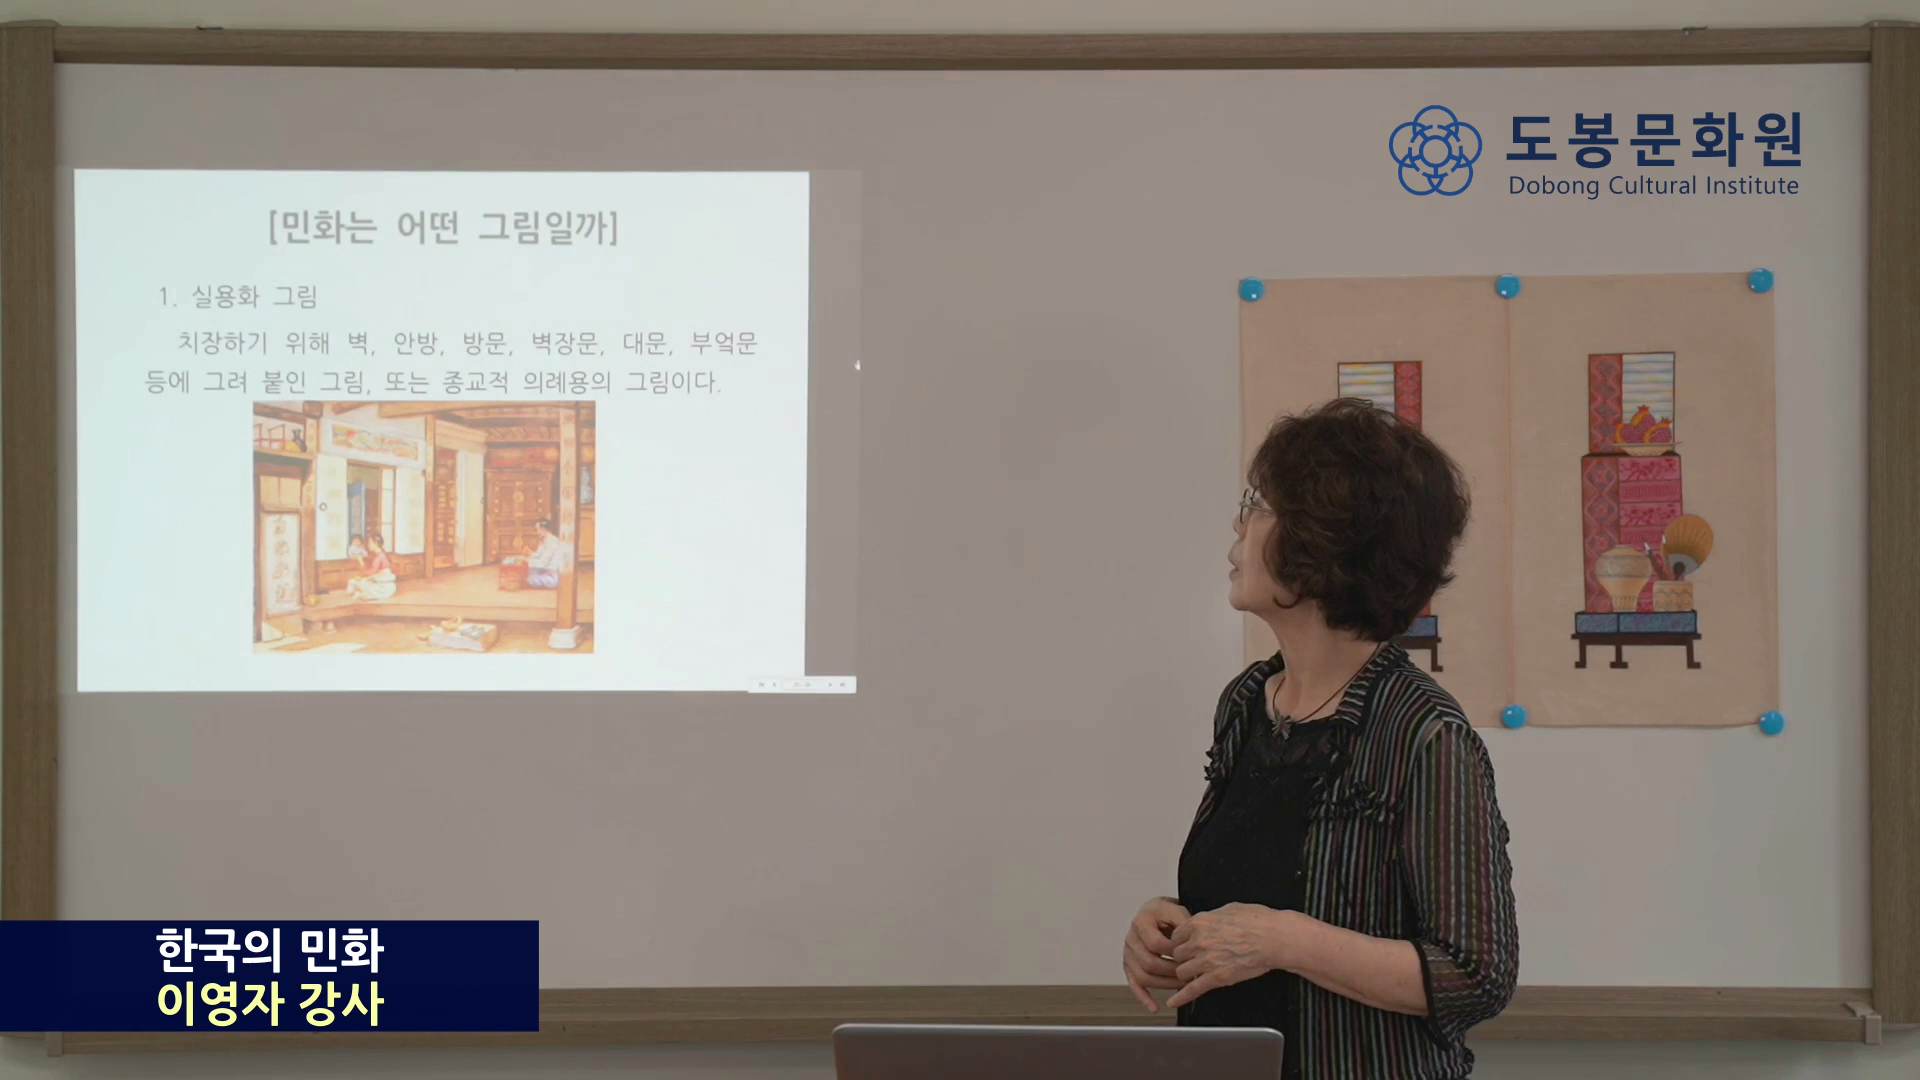 도봉문화원
Dobong Cultural Institute
[민화는 어떤 그림일까]
1. 실용화 그림
치장하기 위해 벽, 안방, 방문, 벽장문, 대문, 부엌문
등에 그려 붙인 그림, 또는 종교적 의례용의 그림이다.
한국의 민화
이영자 강사